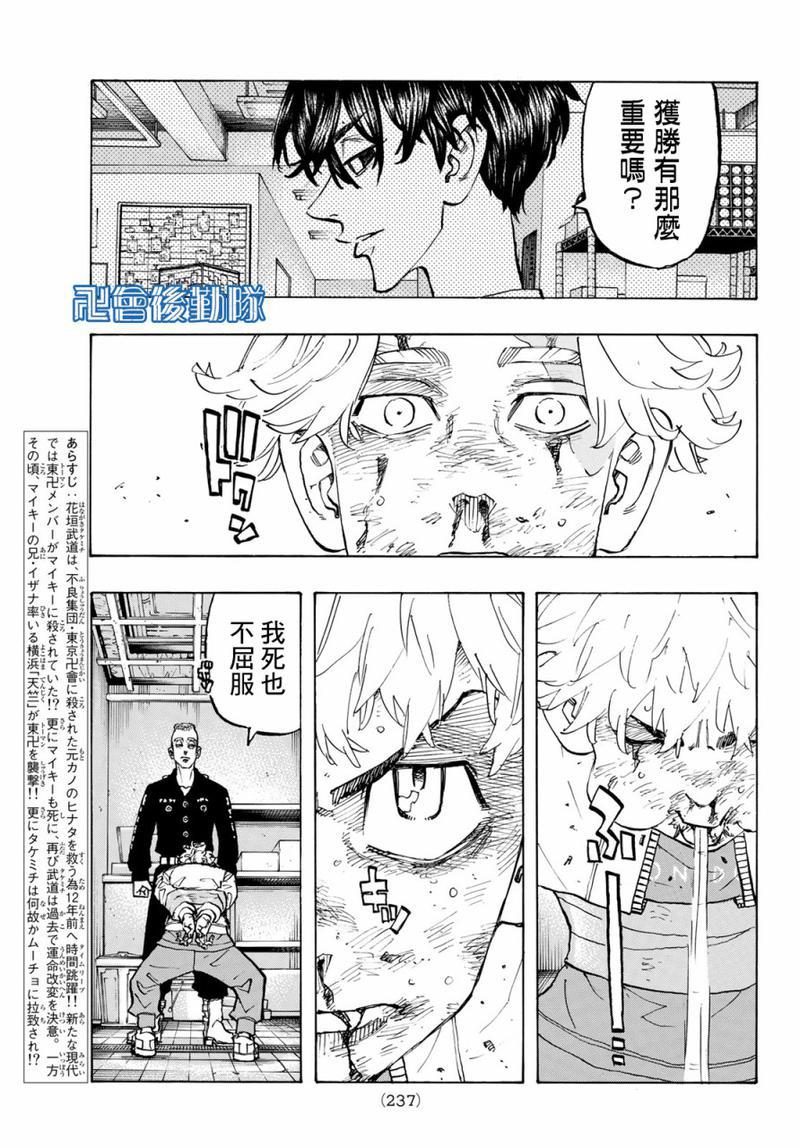 獲勝有那麼
重要嗎？
卍會後勤隊
我死也
不屈服
あらすじ：花垣武道は、不良集団・東京卍會に殺された元カノのヒナタを救う為12年前へ時間跳躍！！新たな現代
では東卍メンバーがマイキーに殺されていた！？更にマイキーも死に、再び武道は過去で運命改変を決意。一方
その頃、マイキーの兄・イザナ率いる横浜「天竺」が東卍を襲撃！！更にタケミチは何故かムーチョに拉致され！？
(237)